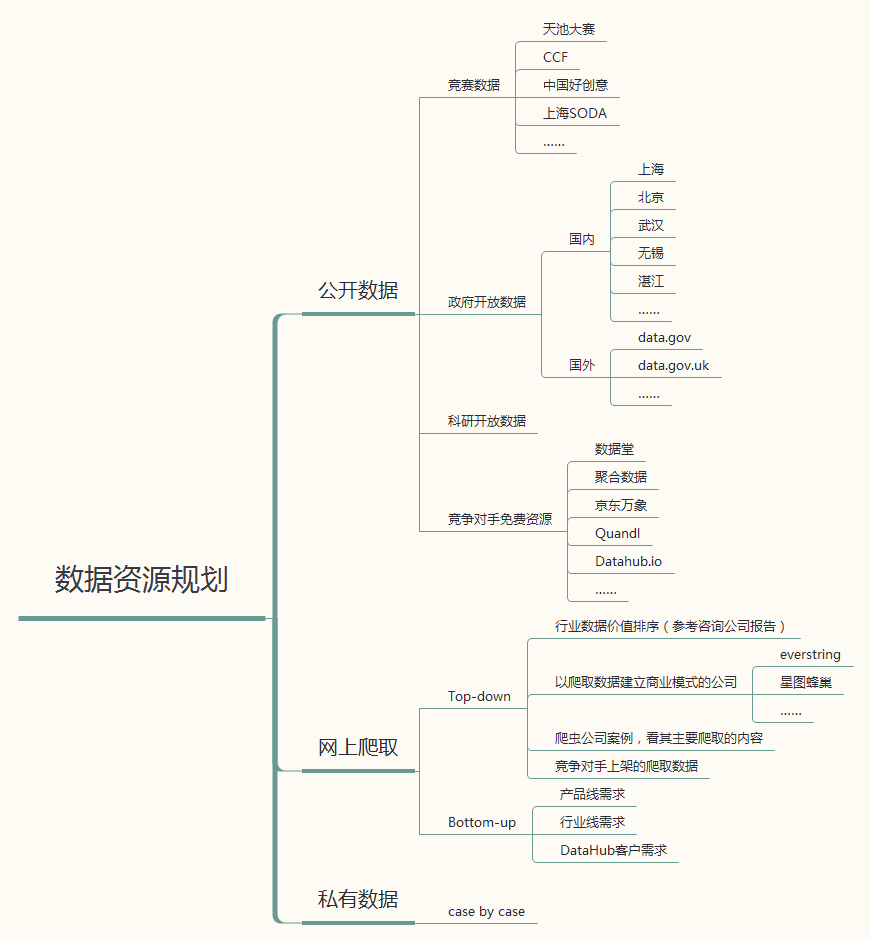 数据资源规划
公开数据
竟赛数据
天池大赛
CCF
中国好创意
上海SODA
......
政府开放数据
国内
上海
北京
武汉
无锡
湛江
......
国外
data.gov
data.gov.uk
......
科研开放数据
竞争对手免费资源
数据堂
聚合数据
京东万象
Quandl
Datahub.io
......
网上爬取
Top-down
行业数据价值排序（参考咨询公司报告）
以爬取数据建立商业模式的公司
everstring
星图蜂巢
......
爬虫公司案例，看其主要爬取的内容
竞争对手上架的爬取数据
Bottom-up
产品线需求
行业线需求
DataHub客户需求
私有数据
case by case